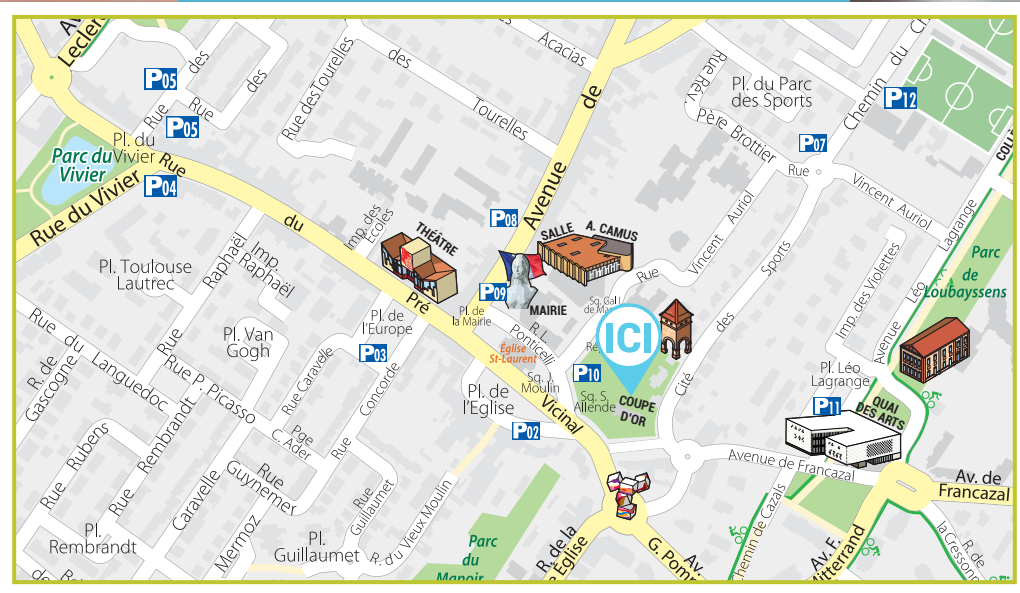 Av.
Leclerc
P05
des
des
Rue des Tourelles
des
Tourelles
Acacias
de
Avenue
Rue Rév.
Père Brottier
Pl. du Parc
des Sports
Chemin
du
P12
P07
Rue
Vincent Auriol
P05
Rue
Rue
Pl. du
Vivier
Parc du
Vivier
P04
Rue
du
Rue du Vivier
Imp. des
Ecoles
THÉÂTRE
P08
SALLE A. CAMUS
Rue
Vincent
Auriol
Sports
des
Cité
Lagrange
Léo
Avenue
Parc
de
Loubayssens
Imp. des Violettes
Pl. Toulouse
Lautrec
Raphaël
Rue
Imp.
Raphaël
Pré
P09
MAIRIE
Pl. de
la Mairie
R. L.
Ponticelli
Pl. de
l'Europe
P03
Pl. Van
Gogh
Rue Caravelle
Concorde
Rue
Église
St-Laurent
Sq.
Moulin
ICI
P10
Sq. S.
Allende
COUPE
D'OR
Pl. Léo
Lagrange
P11
QUAI
DES ARTS
Rue
du
Languedoc
R. de
Gascogne
Rue P. Picasso
Pl. de
l'Eglise
P02
Vicinal
Rue
Rubens
Rue
Rembrandt
Pge
C. Ader
Rue
Guynemer
Caravelle
Mermoz
Rue
Guillaumet
R. du Vieux Moulin
Avenue de Francazal
Av. de
Francazal
Pl.
Rembrandt
Pl.
Guillaumet
Parc
du
Manoir
R. de la
Église
Av.
G. Pomp
Chemin de Cazals
Av. F.
Mitterrand
R. de
la Cresson
de
Rue